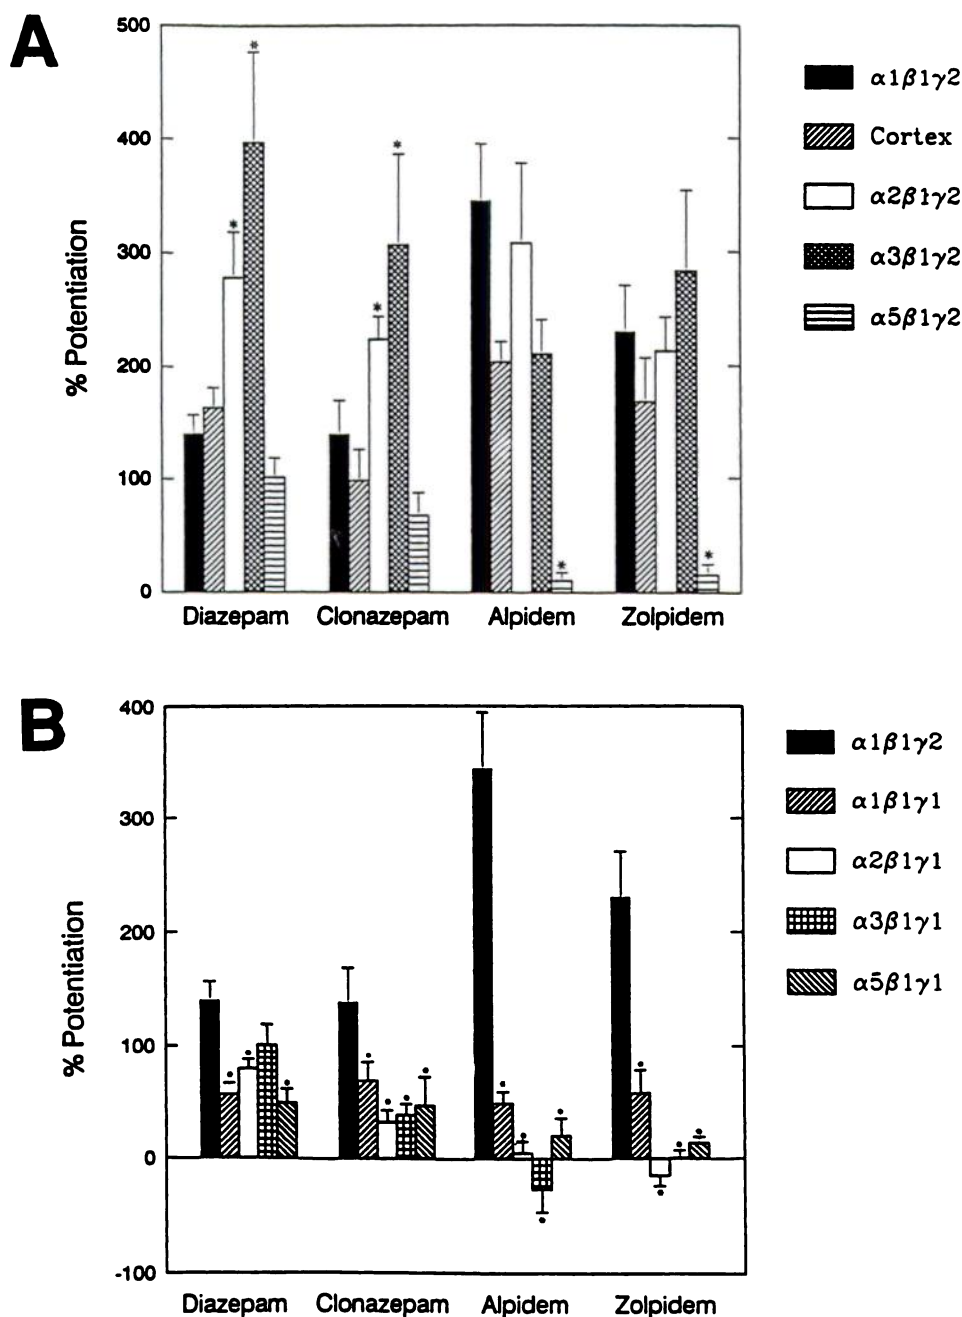 A
500
400
300
200
100
0
% Potentiation
*
*
*
*
*
*
Diazepam Clonazepam Alpidem Zolpidem
α1β1γ2
Cortex
α2β1γ2
α3β1γ2
α5β1γ2
B
400
300
200
100
0
-100
% Potentiation
Diazepam Clonazepam Alpidem Zolpidem
α1β1γ2
α1β1γ1
α2β1γ1
α3β1γ1
α5β1γ1